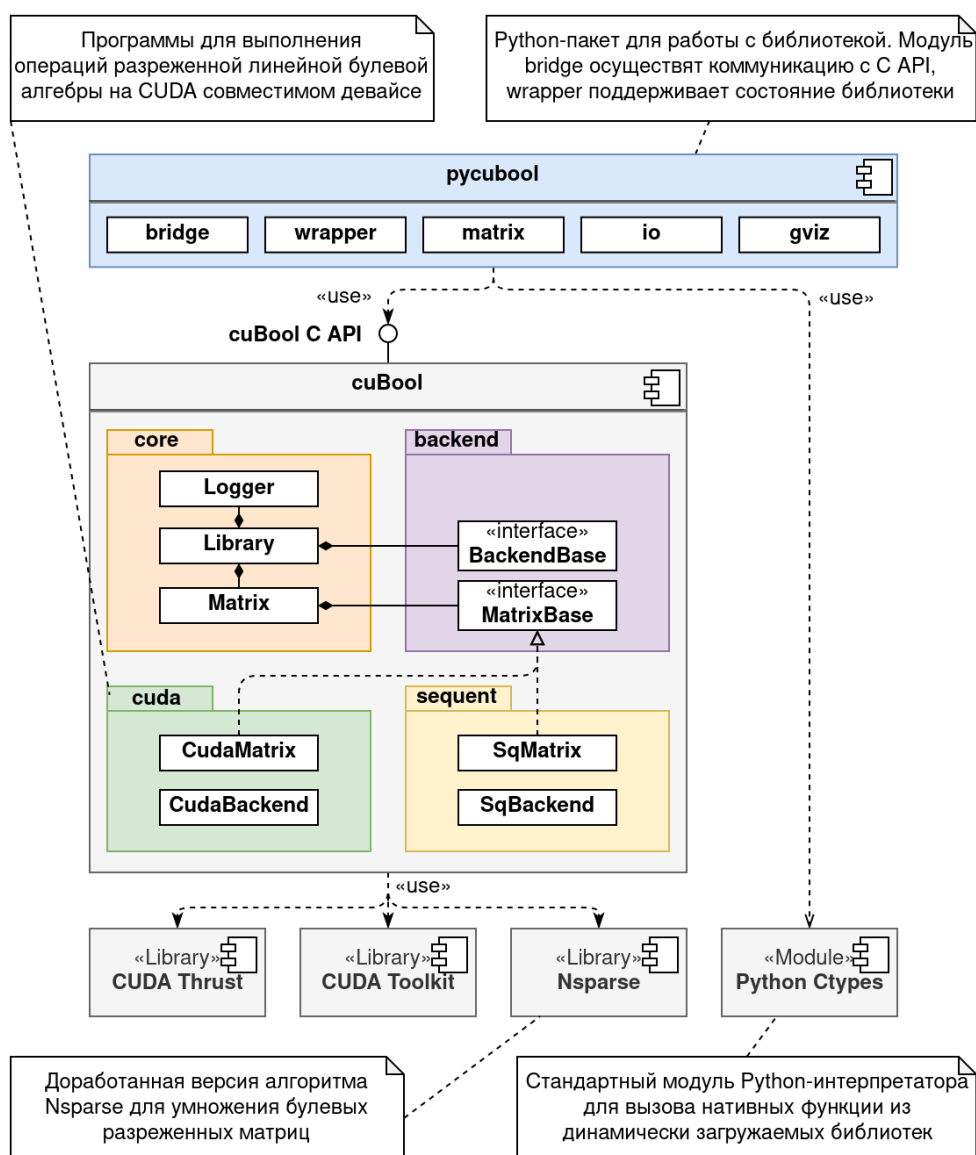 Программы для выполнения
операций разреженной линейной булевой
алгебры на CUDA совместимом девайсе
Python-пакет для работы с библиотекой. Модуль
bridge осуществят коммуникацию с C API,
wrapper поддерживает состояние библиотеки
pycubool
bridge
wrapper
matrix
io
gviz
«use»
«use»
cuBool C API
cuBool
core
backend
Logger
Library
Matrix
«interface»
BackendBase
«interface»
MatrixBase
cuda
sequent
CudaMatrix
CudaBackend
SqMatrix
SqBackend
«use»
«Library»
CUDA Thrust
«Library»
CUDA Toolkit
«Library»
Nsparse
«Module»
Python Ctypes
Доработанная версия алгоритма
Nsparse для умножения булевых
разреженных матриц
Стандартный модуль Python-интерпретатора
для вызова нативных функции из
динамически загружаемых библиотек